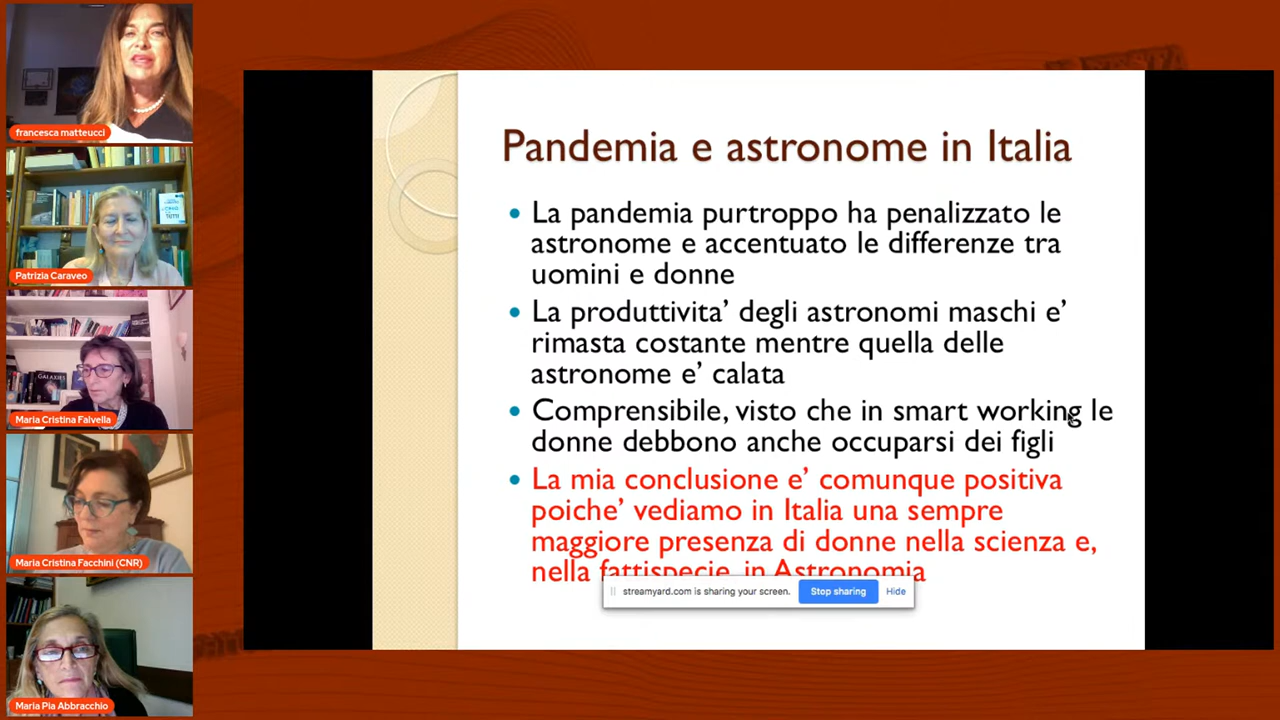 francesca matteucci
Patrizia Caraveo
Maria Cristina Falvella
Maria Cristina Facchini (CNR)
Maria Pia Abbracchio
GALAXIES
Pandemia e astronome in Italia
• La pandemia purtroppo ha penalizzato le
astronome e accentuato le differenze tra
uomini e donne
• La produttivita’ degli astronomi maschi e’
rimasta costante mentre quella delle
astronome e’ calata
• Comprensibile, visto che in smart working le
donne debbono anche occuparsi dei figli
• La mia conclusione e’ comunque positiva
poiche’ vediamo in Italia una sempre
maggiore presenza di donne nella scienza e,
nella fattispecie, in Astronomia
streamyard.com is sharing your screen.
Stop sharing
Hide